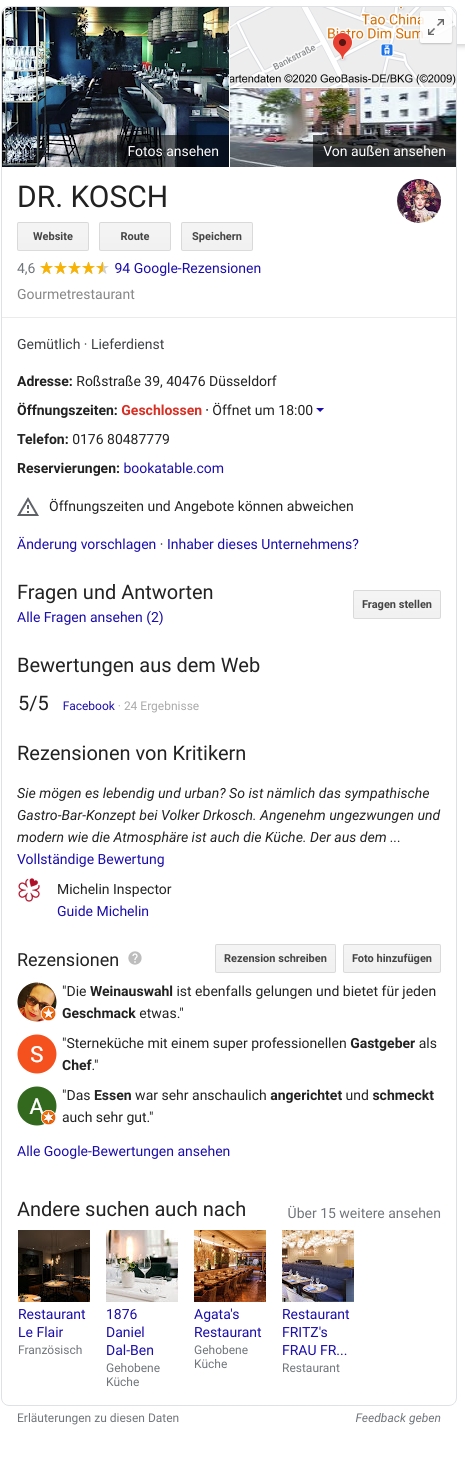 Tao China
Bistro Dim Sum
Bankstraße
artendaten ©2020 GeoBasis-DE/BKG (©2009)
Fotos ansehen
Von außen ansehen
DR. KOSCH
Website
Route
Speichern
4,6
94 Google-Rezensionen
Gourmetrestaurant
Gemütlich · Lieferdienst
Adresse: Roßstraße 39, 40476 Düsseldorf
Öffnungszeiten: Geschlossen · Öffnet um 18:00
Telefon: 0176 80487779
Reservierungen: bookatable.com
Öffnungszeiten und Angebote können abweichen
Änderung vorschlagen · Inhaber dieses Unternehmens?
Fragen und Antworten
Alle Fragen ansehen (2)
Fragen stellen
Bewertungen aus dem Web
5/5 Facebook · 24 Ergebnisse
Rezensionen von Kritikern
Sie mögen es lebendig und urban? So ist nämlich das sympathische
Gastro-Bar-Konzept bei Volker Drkosch. Angenehm ungezwungen und
modern wie die Atmosphäre ist auch die Küche. Der aus dem ...
Vollständige Bewertung
Michelin Inspector
Guide Michelin
Rezensionen ?
Rezension schreiben
Foto hinzufügen
"Die Weinauswahl ist ebenfalls gelungen und bietet für jeden
Geschmack etwas."
S
"Sterneküche mit einem super professionellen Gastgeber als
Chef."
A
"Das Essen war sehr anschaulich angerichtet und schmeckt
auch sehr gut."
Alle Google-Bewertungen ansehen
Andere suchen auch nach
Über 15 weitere ansehen
Restaurant
Le Flair
Französisch
1876
Daniel
Dal-Ben
Gehobene
Küche
Agata's
Restaurant
Gehobene
Küche
Restaurant
FRITZ's
FRAU FR...
Restaurant
Erläuterungen zu diesen Daten
Feedback geben